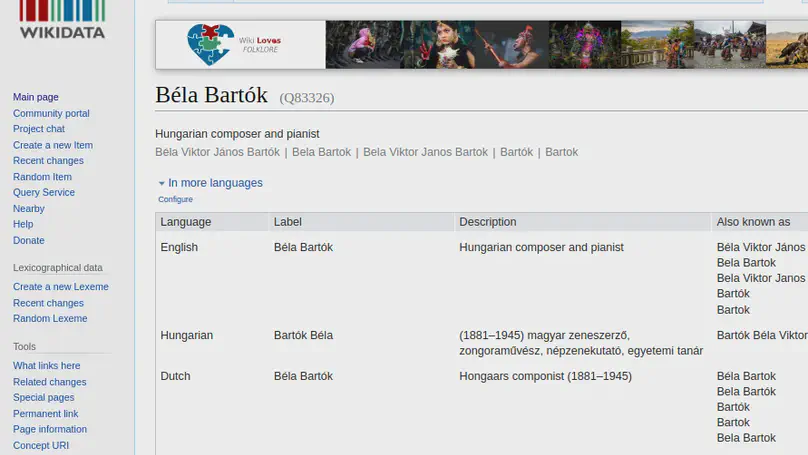 WIKIDATA
Main page
Community portal
Project chat
Create a new Item
Recent changes
Random Item
Query Service
Nearby
Help
Donate
Lexicographical data
Create a new Lexeme
Recent changes
Random Lexeme
Tools
What links here
Related changes
Special pages
Permanent link
Page information
Concept URI
Wiki Loves
FOLKLORE
Béla Bartók (Q83326)
Hungarian composer and pianist
Béla Viktor János Bartók | Bela Bartok | Bela Viktor Janos Bartok | Bartók | Bartok
In more languages
Configure
Language Label Description Also known as
English Béla Bartók Hungarian composer and pianist Béla Viktor János
Bela Bartok
Bela Viktor Janos
Bartók
Bartok
Hungarian Bartók Béla (1881–1945) magyar zeneszerző, Bartók Béla Viktor
zongoraművész, népzenekutató, egyetemi tanár
Dutch Béla Bartók Hongaars componist (1881–1945) Béla Bartok
Bela Bartók
Bartók
Bartok
Bela Bartok